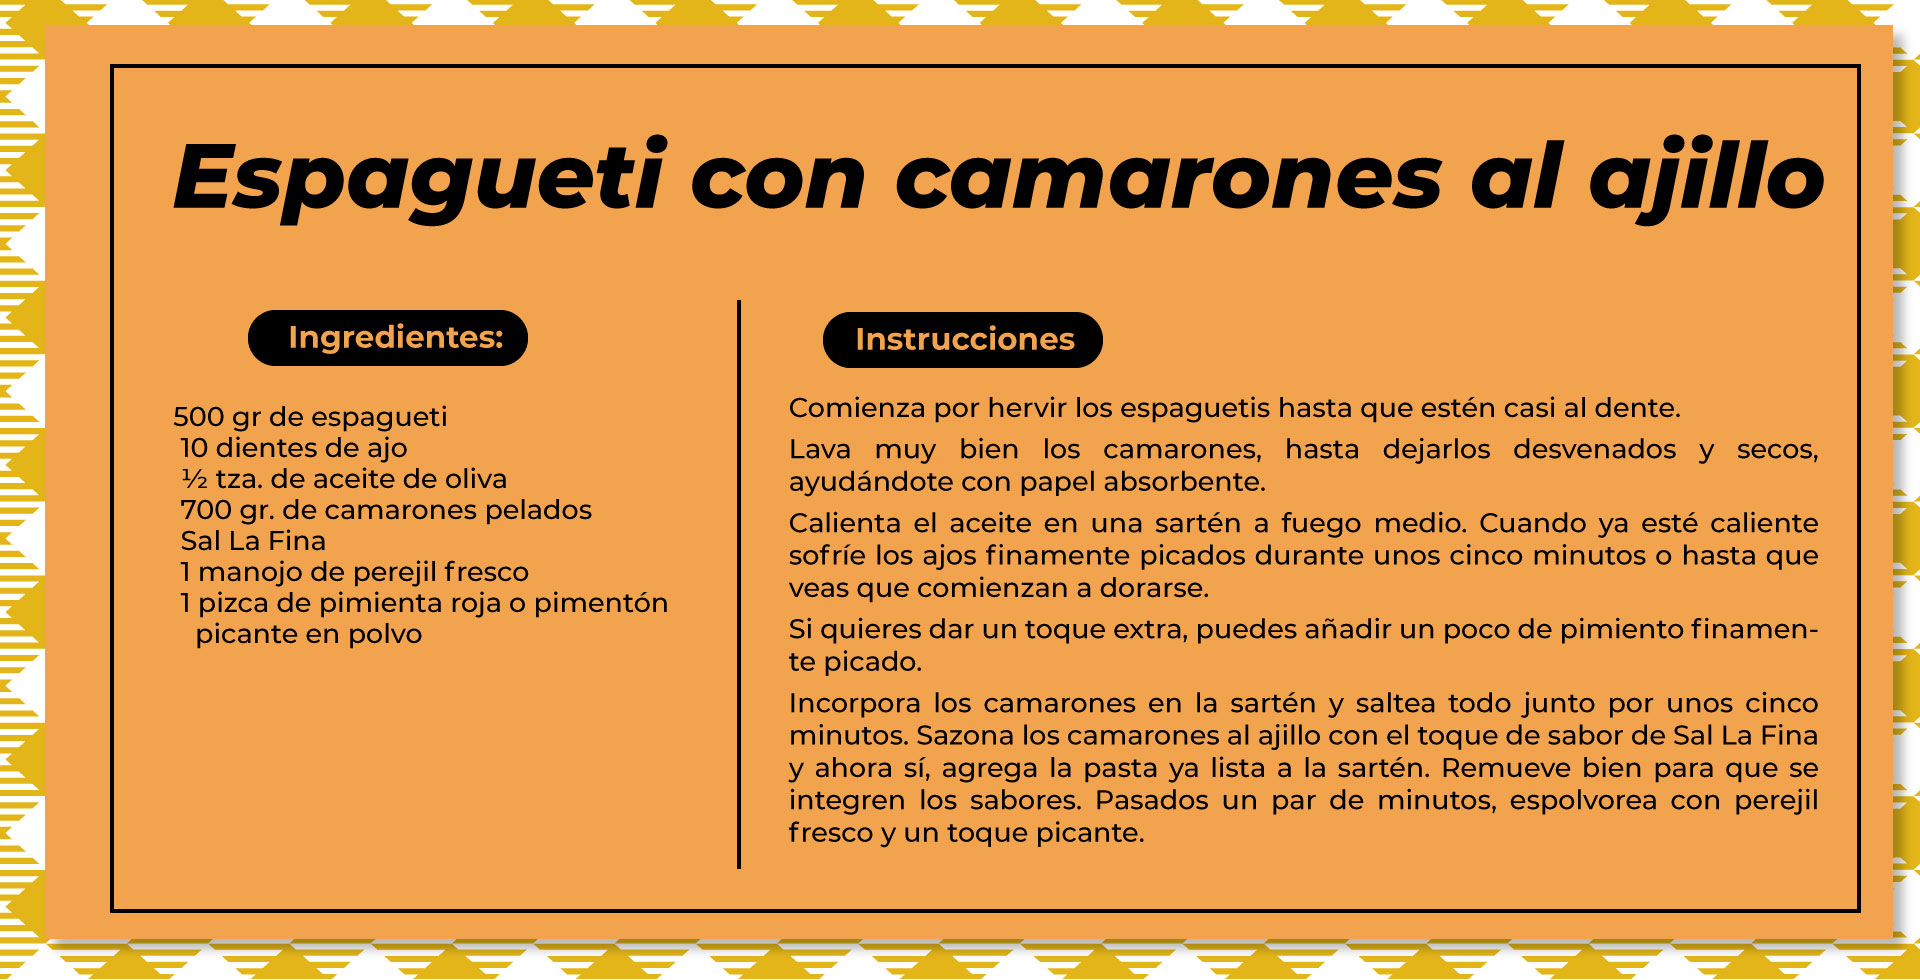 Espagueti con camarones al ajillo
Ingredientes:
500 gr de espagueti
10 dientes de ajo
½ tza. de aceite de oliva
700 gr. de camarones pelados
Sal La Fina
1 manojo de perejil fresco
1 pizca de pimienta roja o pimentón
picante en polvo
Instrucciones
Comienza por hervir los espaguetis hasta que estén casi al dente.
Lava muy bien los camarones, hasta dejarlos desvenados y secos,
ayudándote con papel absorbente.
Calienta el aceite en una sartén a fuego medio. Cuando ya esté caliente
sofríe los ajos finamente picados durante unos cinco minutos o hasta que
veas que comienzan a dorarse.
Si quieres dar un toque extra, puedes añadir un poco de pimiento finamen-
te picado.
Incorpora los camarones en la sartén y saltea todo junto por unos cinco
minutos. Sazona los camarones al ajillo con el toque de sabor de Sal La Fina
y ahora sí, agrega la pasta ya lista a la sartén. Remueve bien para que se
integren los sabores. Pasados un par de minutos, espolvorea con perejil
fresco y un toque picante.